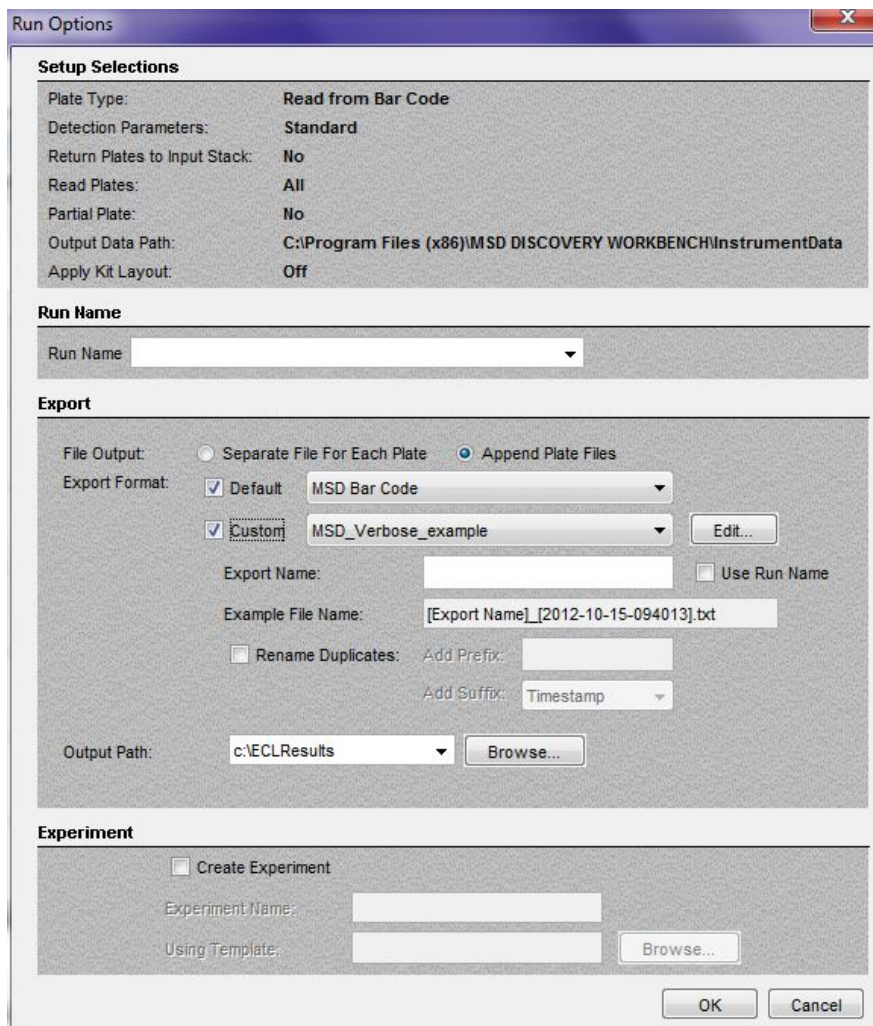 Run Options
Setup Selections
Plate Type: Read from Bar Code
Detection Parameters: Standard
Return Plates to Input Stack: No
Read Plates: All
Partial Plate: No
Output Data Path: C:\Program Files (x86)\MSD DISCOVERY WORKBENCH\InstrumentData
Apply Kit Layout: Off
Run Name
Run Name
Export
File Output: Separate File For Each Plate Append Plate Files
Export Format: Default MSD Bar Code
Custom MSD_Verbose_example Edit...
Export Name: Use Run Name
Example File Name: [Export Name]_[2012-10-15-094013].txt
Rename Duplicates: Add Prefix:
Add Suffix: Timestamp
Output Path: c:\ECLResults Browse...
Experiment
Create Experiment
Experiment Name:
Using Template: Browse...
OK Cancel